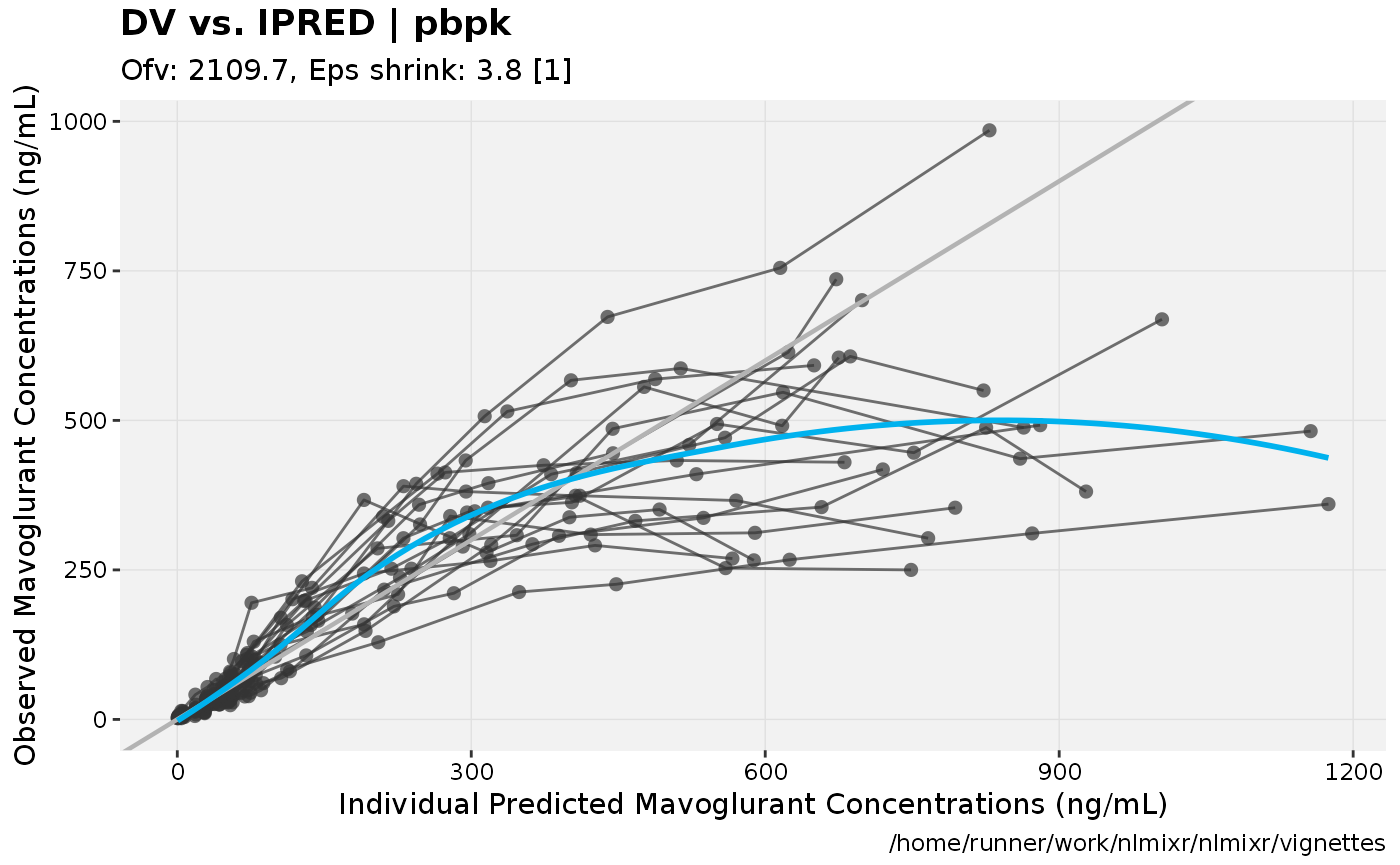 DV vs. IPRED | pbpk
Ofv: 2109.7, Eps shrink: 3.8 [1]
Observed Mavoglurant Concentrations (ng/mL)
1000
750
500
250
0
0 300 600 900 1200
Individual Predicted Mavoglurant Concentrations (ng/mL)
/home/runner/work/nlmixr/nlmixr/vignettes